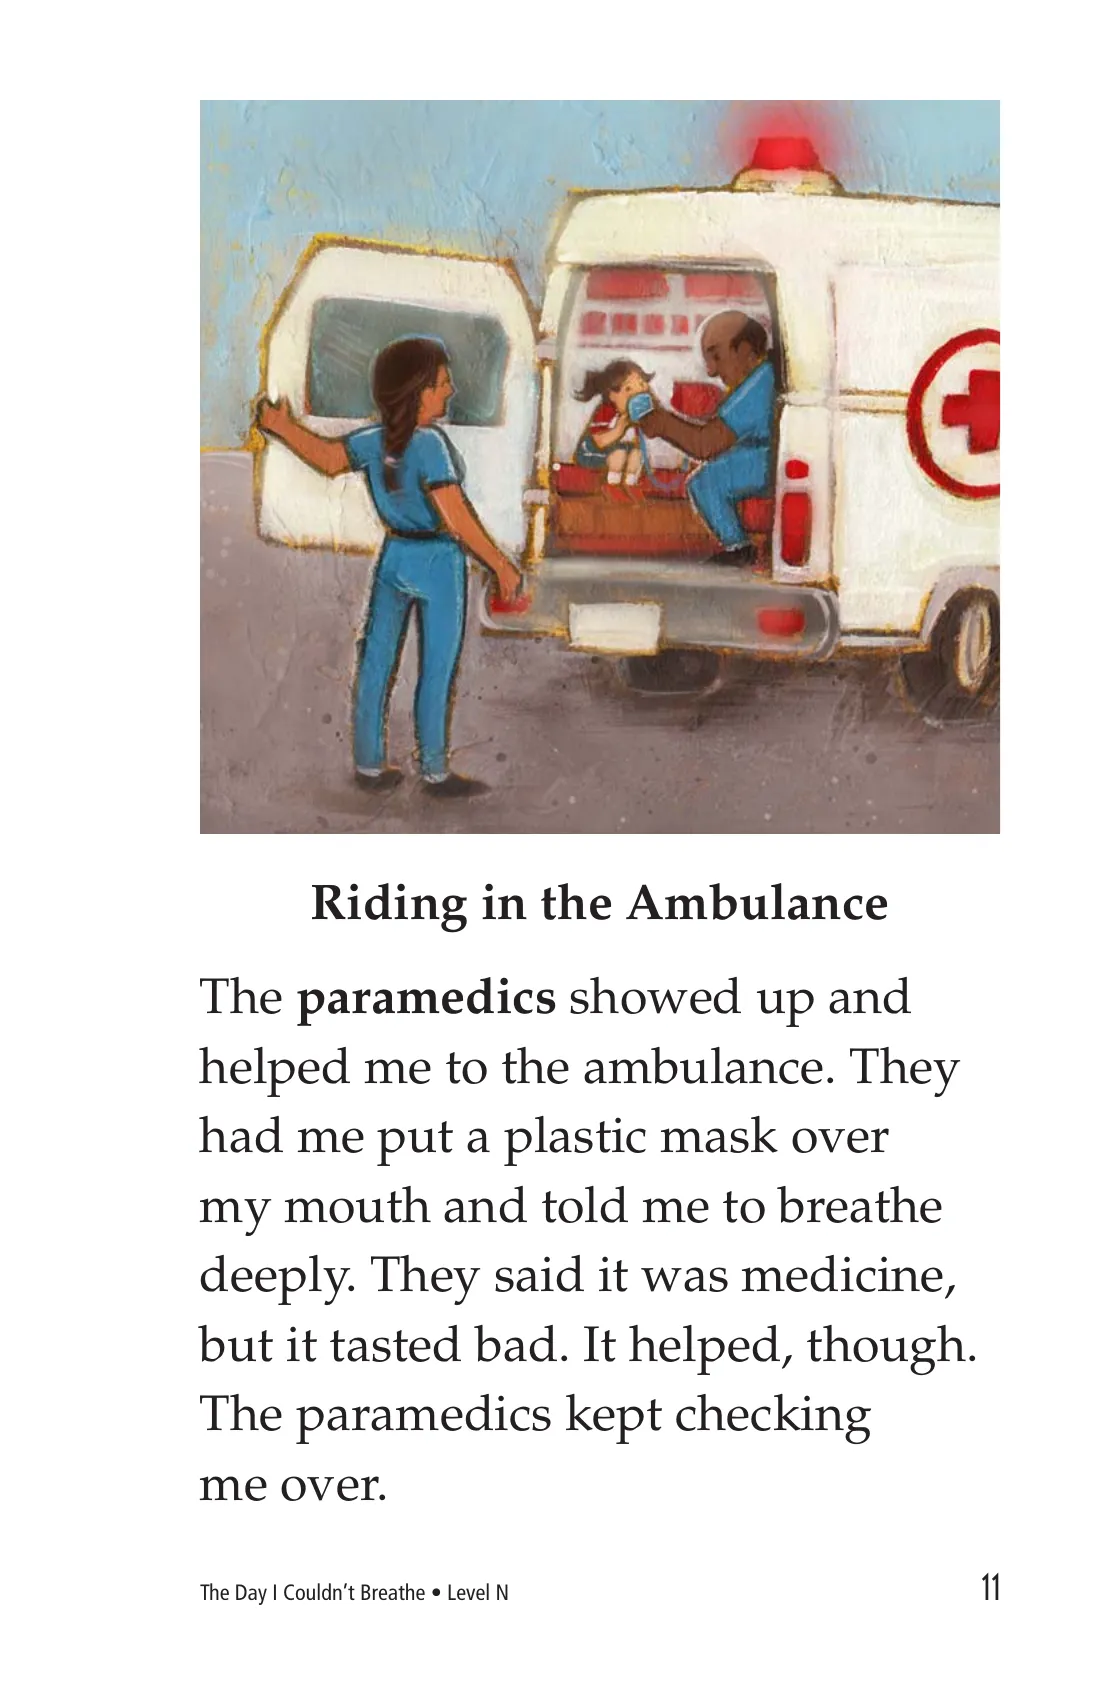 Riding in the Ambulance
The paramedics showed up and
helped me to the ambulance. They
had me put a plastic mask over
my mouth and told me to breathe
deeply. They said it was medicine,
but it tasted bad. It helped, though.
The paramedics kept checking
me over.
The Day I Couldn’t Breathe • Level N 11